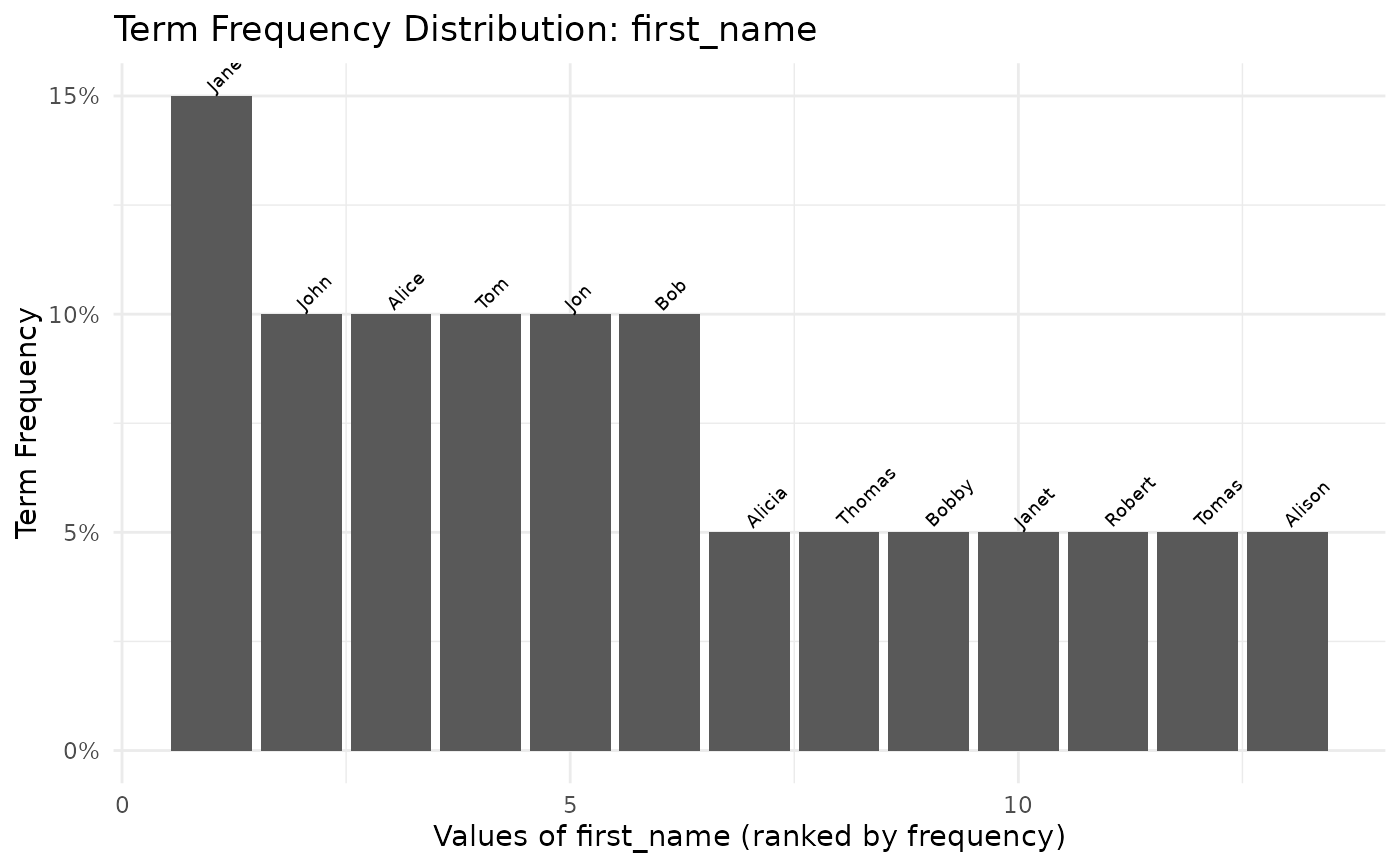 Term Frequency Distribution: first_name
Term Frequency
15%
10%
5%
0%
Jane
John
Alice
Tom
Jon
Bob
Alicia
Thomas
Bobby
Janet
Robert
Tomas
Alison
0
5
10
Values of first_name (ranked by frequency)